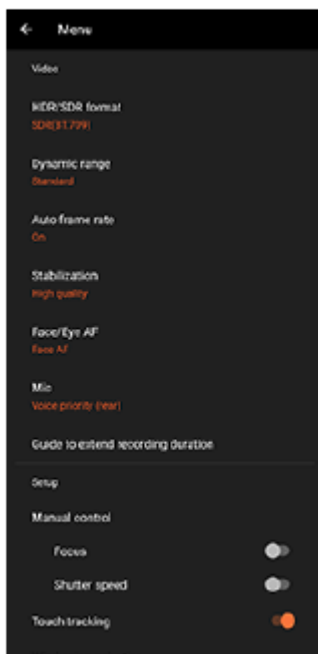 Menu
Video
HDR/SDR format
SDR(BT.709)
Dynamic range
Standard
Auto frame rate
On
Stabilization
High quality
Face/Eye AF
Face AF
Mic
Voice priority (rear)
Guide to extend recording duration
Setup
Manual control
Focus
Shutter speed
Touch tracking